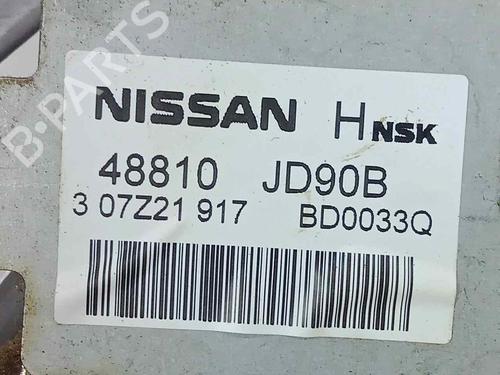 B-PARTS
NISSAN H NSK
48810 JD90B
3 07Z21 917 BD0033Q